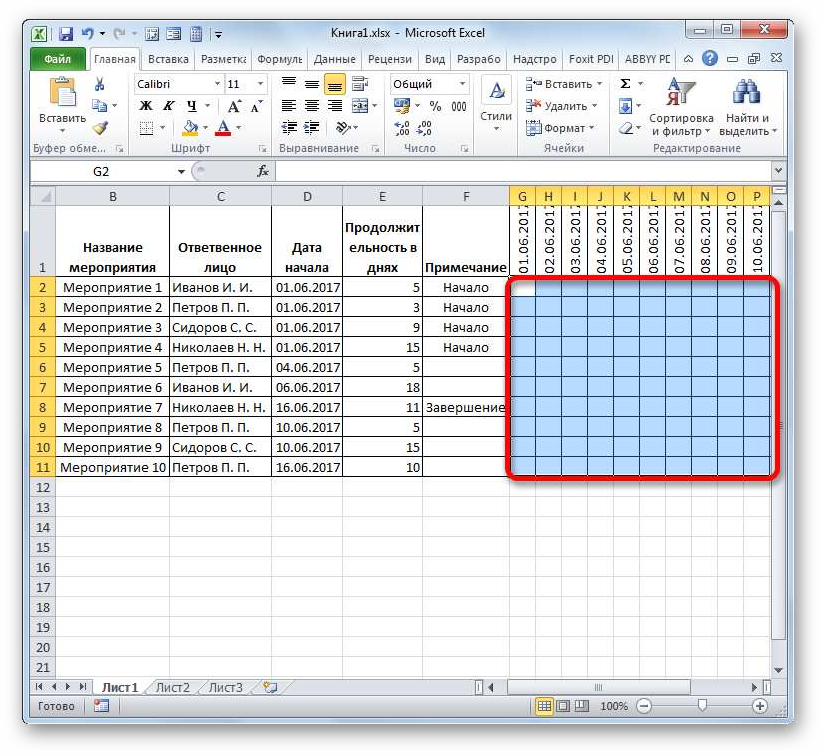 Книга1.xlsx - Microsoft Excel
Файл Главная Вставка Разметка Формуль Данные Рецензи Вид Разрабо Надстро Foxit PDI ABBYY PD
Вставить
Calibri 11
Ж К Ч
Общий
% 000
Стили
Вставить
Удалить
Формат
Σ
Сортировка
и фильтр
Найти и
выделить
Буфер обме... Шрифт Выравнивание Число Ячейки Редактирование
G2 fx
B C D E F G H I J K L M N O P
1 Название мероприятия Ответственное лицо Дата начала Продолжительность в днях Примечание 01.06.2017 02.06.2017 03.06.2017 04.06.2017 05.06.2017 06.06.2017 07.06.2017 08.06.2017 09.06.2017 10.06.2017
2 Мероприятие 1 Иванов И. И. 01.06.2017 5 Начало
3 Мероприятие 2 Петров П. П. 01.06.2017 3 Начало
4 Мероприятие 3 Сидоров С. С. 01.06.2017 9 Начало
5 Мероприятие 4 Николаев Н. Н. 01.06.2017 15 Начало
6 Мероприятие 5 Петров П. П. 04.06.2017 5
7 Мероприятие 6 Иванов И. И. 06.06.2017 18
8 Мероприятие 7 Николаев Н. Н. 16.06.2017 11 Завершение
9 Мероприятие 8 Петров П. П. 10.06.2017 5
10 Мероприятие 9 Сидоров С. С. 10.06.2017 15
11 Мероприятие 10 Петров П. П. 16.06.2017 10
12
13
14
15
16
17
18
19
20
21
Лист1 Лист2 Лист3
Готово 100%